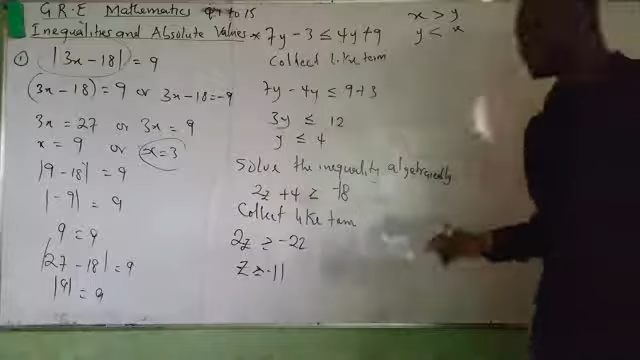 G.R.E Mathematics Q1 to 15
Inequalities and Absolute Values
① |3x - 18| = 9
(3x - 18) = 9 or 3x - 18 = -9
3x = 27 or 3x = 9
x = 9 or x = 3
|9 - 18| = 9
|-9| = 9
9 = 9
|27 - 18| = 9
|9| = 9
* 7y - 3 ≤ 4y + 9
Collect like term
7y - 4y ≤ 9 + 3
3y ≤ 12
y ≤ 4
Solve the inequality algebraically
2z + 4 ≥ -18
Collect like term
2z ≥ -22
z ≥ -11
x > y
y < x